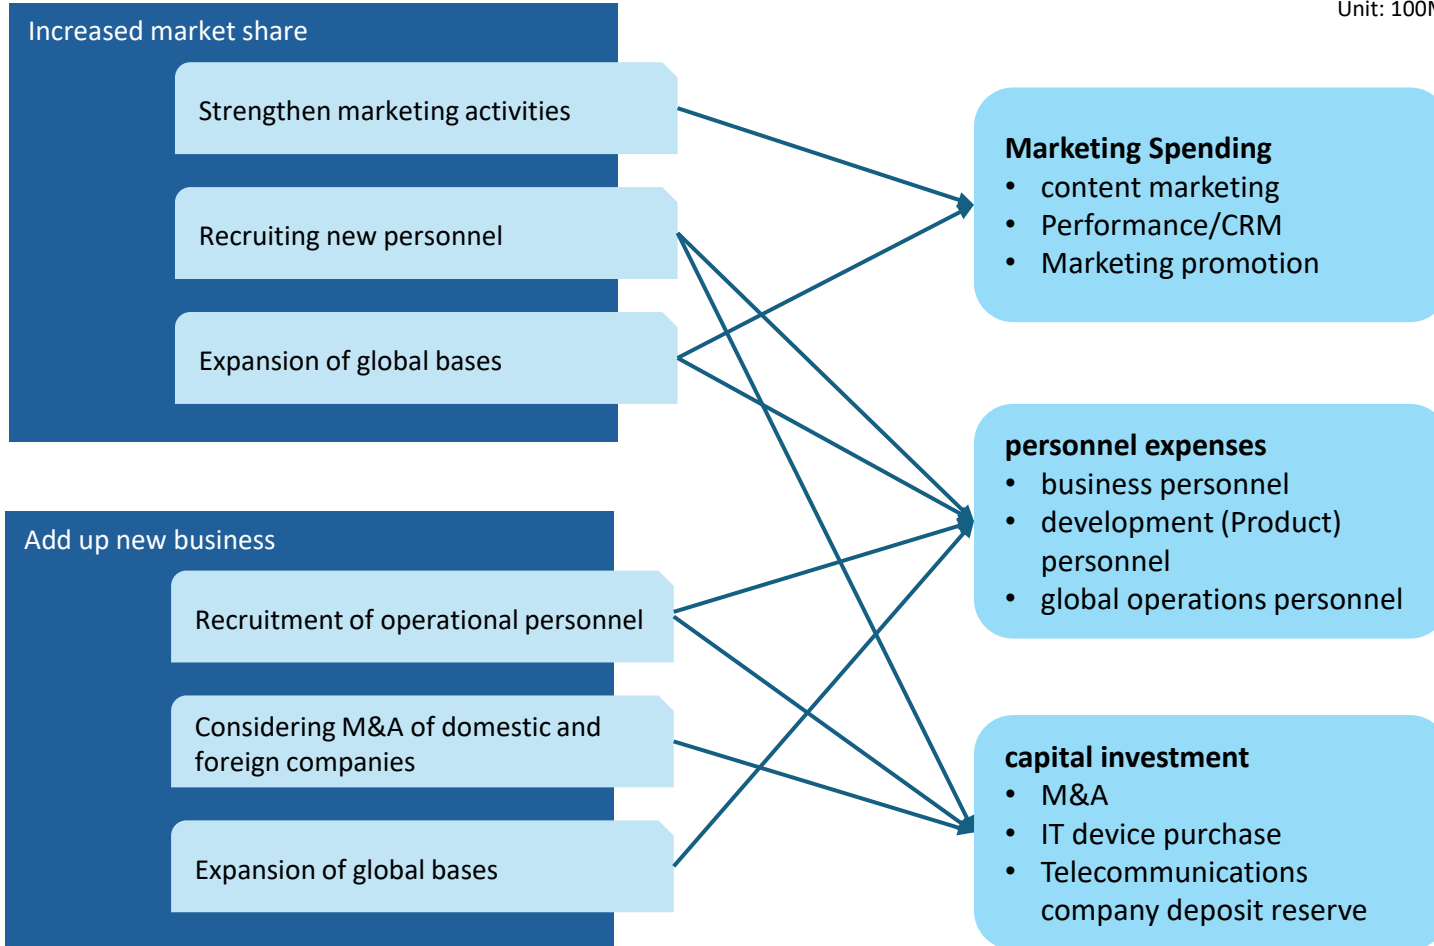 Unit: 100M
Increased market share
Strengthen marketing activities
Recruiting new personnel
Expansion of global bases
Marketing Spending
• content marketing
• Performance/CRM
• Marketing promotion
personnel expenses
• business personnel
• development (Product)
personnel
• global operations personnel
Add up new business
Recruitment of operational personnel
Considering M&A of domestic and
foreign companies
Expansion of global bases
capital investment
• M&A
• IT device purchase
• Telecommunications
company deposit reserve